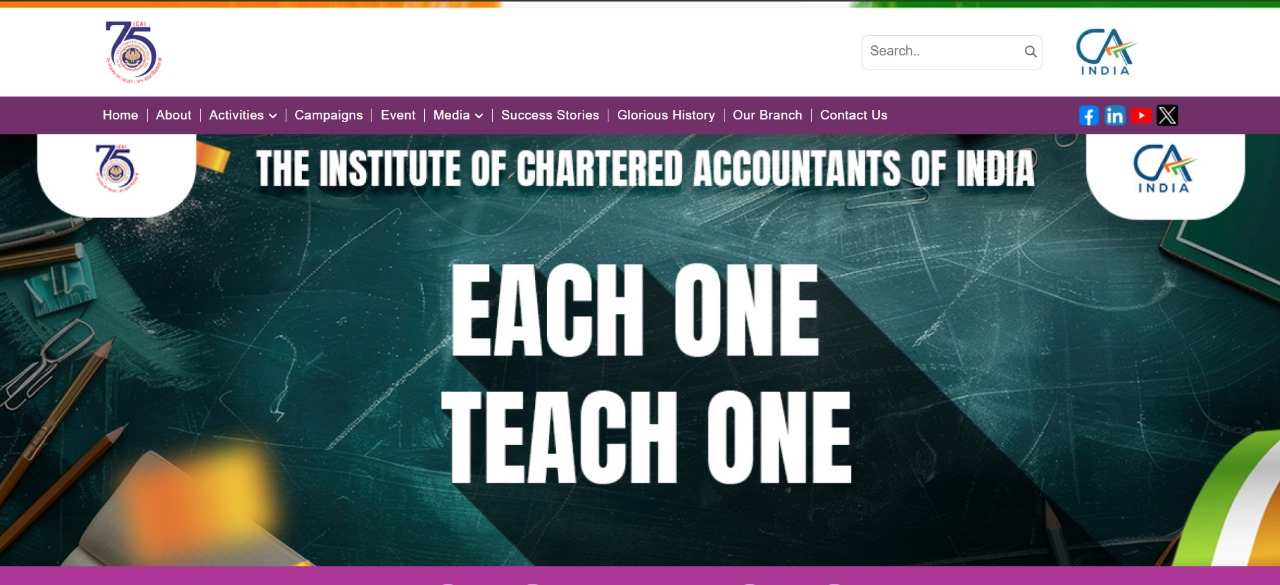 75
ICAI
Search..
CA
INDIA
Home
About
Activities
Campaigns
Event
Media
Success Stories
Glorious History
Our Branch
Contact Us
75
ICAI
THE INSTITUTE OF CHARTERED ACCOUNTANTS OF INDIA
CA
INDIA
EACH ONE
TEACH ONE